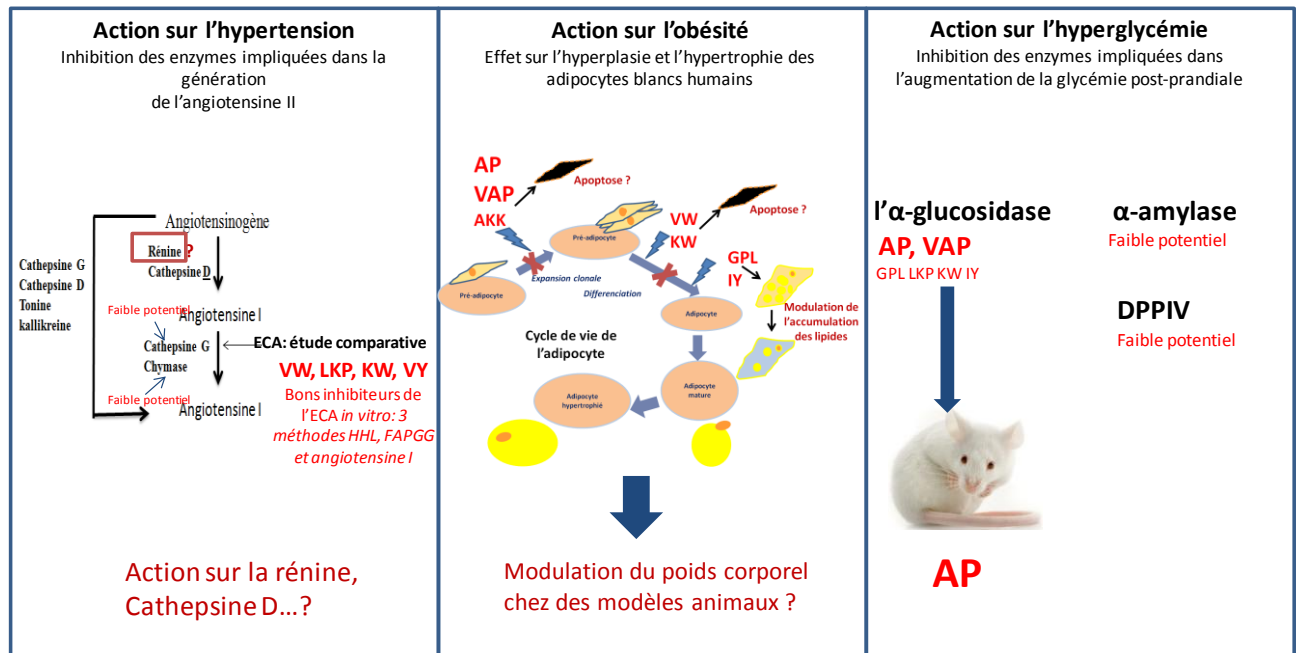 Action sur l'hypertension
Inhibition des enzymes impliquées dans la
génération
de l'angiotensine II
Angiotensinogène
Rénine ?
Cathepsine D
Cathepsine G
Cathepsine D
Tonine
kallikreine
Faible potentiel
Angiotensine I
Cathepsine G
Chymase
ECA: étude comparative
VW, LKP, KW, VY
Bons inhibiteurs de
l'ECA in vitro: 3
méthodes HHL, FAPGG
et angiotensine I
Faible potentiel
Angiotensine I
Action sur la rénine,
Cathepsine D...?
Action sur l'obésité
Effet sur l'hyperplasie et l'hypertrophie des
adipocytes blancs humains
AP
VAP
AKK
Apoptose ?
VW
KW
Apoptose ?
Pré-adipocyte
Expansion clonale
Pré-adipocyte
Differenciation
GPL
IY
Modulation de
l'accumulation
des lipides
Adipocyte
Cycle de vie de
l'adipocyte
Adipocyte
mature
Adipocyte
hypertrophié
Modulation du poids corporel
chez des modèles animaux ?
Action sur l'hyperglycémie
Inhibition des enzymes impliquées dans
l'augmentation de la glycémie post-prandiale
l'α-glucosidase
AP, VAP
GPL LKP KW IY
α-amylase
Faible potentiel
DPPIV
Faible potentiel
AP